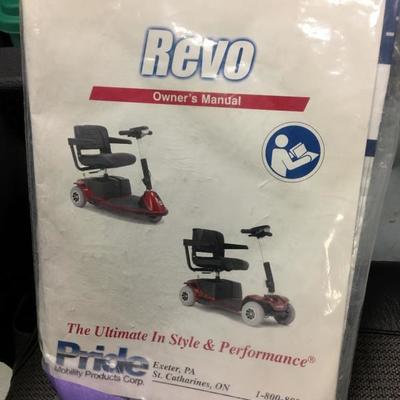 Revo
Owner's Manual
The Ultimate In Style & Performance®
Pride
Mobility Products Corp.
Exeter, PA
St. Catharines, ON